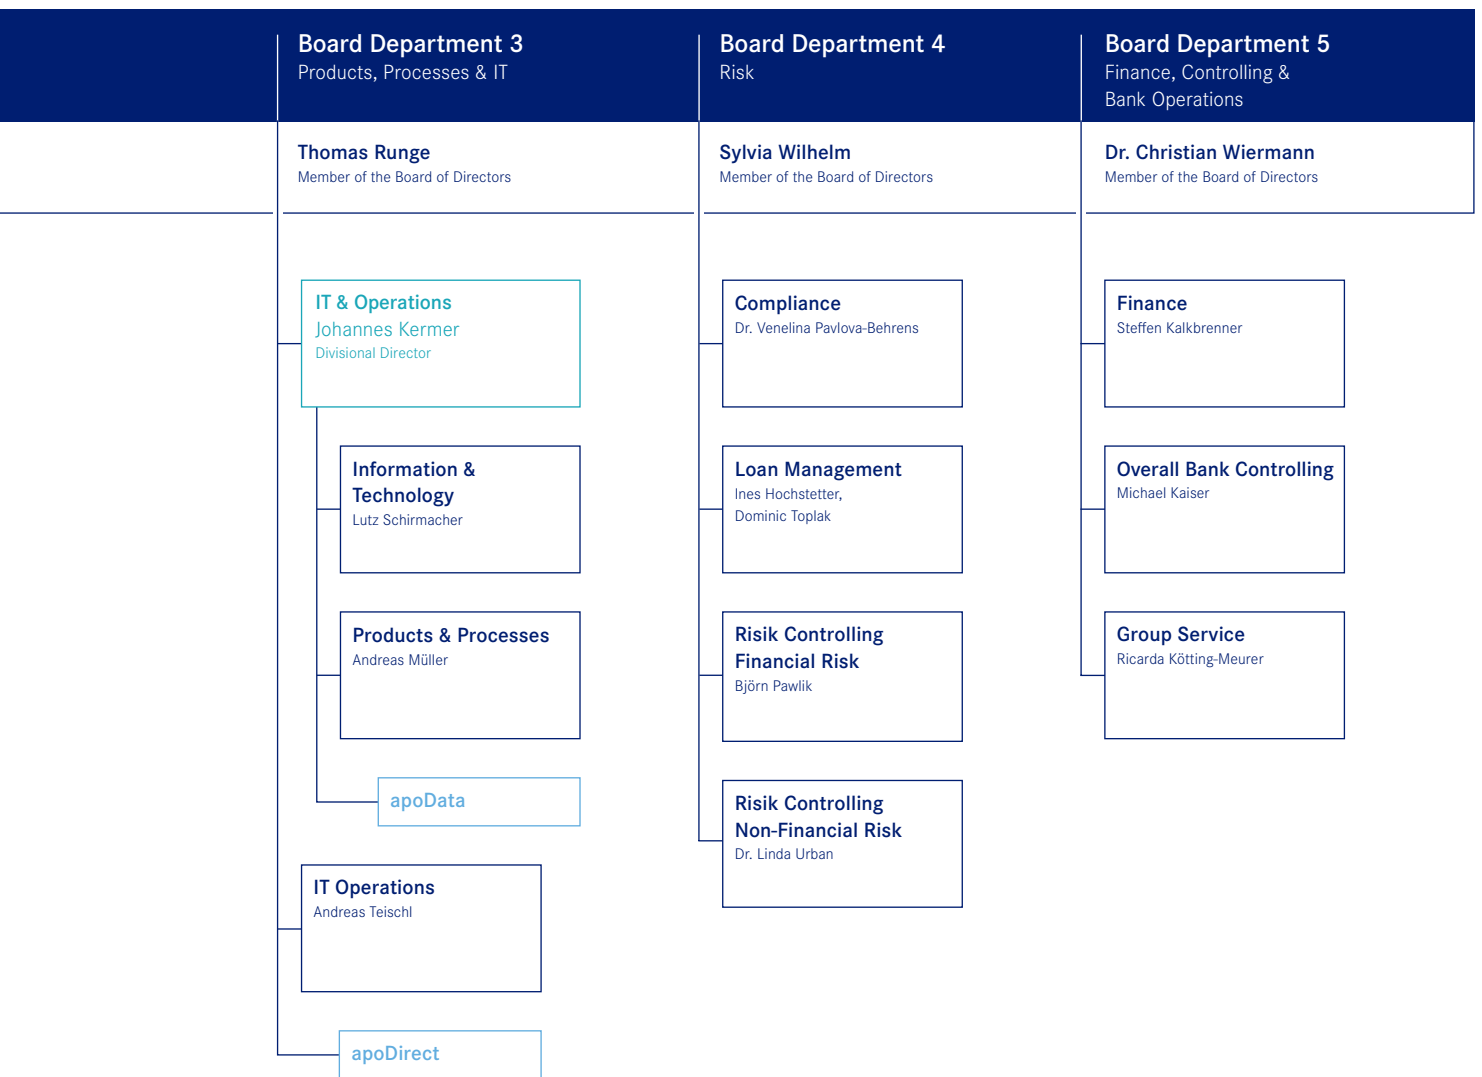 Board Department 3
Products, Processes & IT
Thomas Runge
Member of the Board of Directors
IT & Operations
Johannes Kermer
Divisional Director
Information &
Technology
Lutz Schirmacher
Products & Processes
Andreas Müller
apoData
IT Operations
Andreas Teischl
apoDirect
Board Department 4
Risk
Sylvia Wilhelm
Member of the Board of Directors
Compliance
Dr. Venelina Pavlova-Behrens
Loan Management
Ines Hochstetter,
Dominic Toplak
Risik Controlling
Financial Risk
Björn Pawlik
Risik Controlling
Non-Financial Risk
Dr. Linda Urban
Board Department 5
Finance, Controlling &
Bank Operations
Dr. Christian Wiermann
Member of the Board of Directors
Finance
Steffen Kalkbrenner
Overall Bank Controlling
Michael Kaiser
Group Service
Ricarda Kötting-Meurer